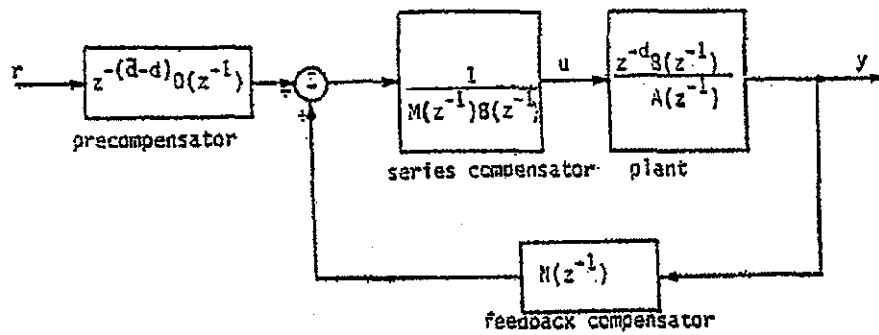 r
z^-(d̄-d) D(z^-1)
precompensator
Σ
+
+
1
M(z^-1)B(z^-1)
series compensator
u
z^-d B(z^-1)
A(z^-1)
plant
y
N(z^-1)
feedback compensator